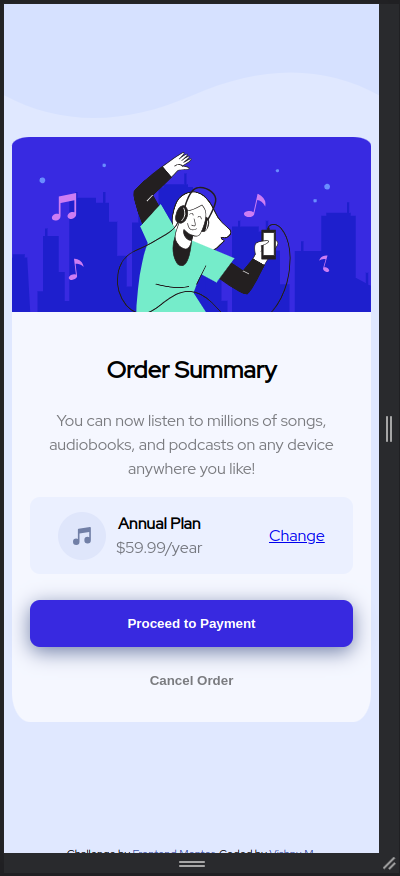 Order Summary
You can now listen to millions of songs,
audiobooks, and podcasts on any device
anywhere you like!
Annual Plan
$59.99/year
Change
Proceed to Payment
Cancel Order
Challenge by Frontend Mentor. Coded by Vishnu M